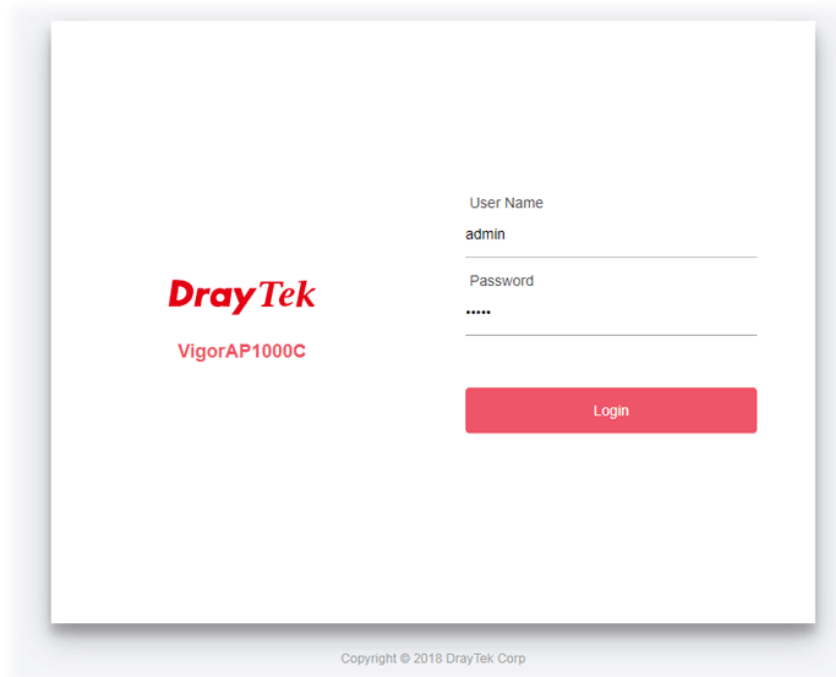 User Name
admin
Password
•••••
DrayTek
VigorAP1000C
Login
Copyright © 2018 DrayTek Corp